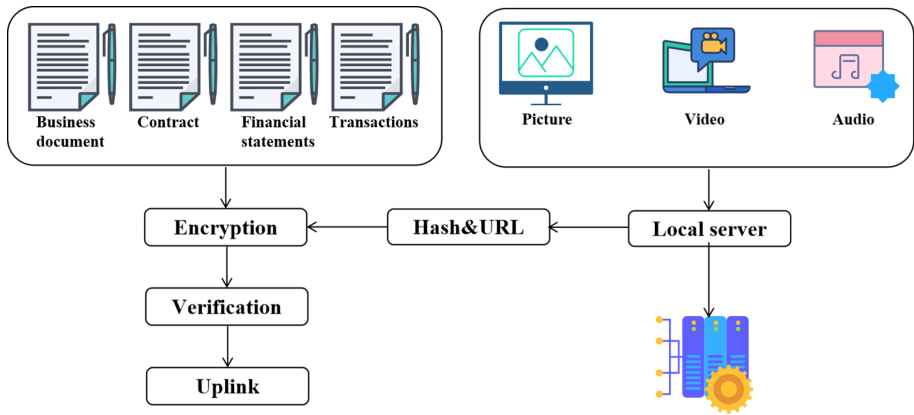 Business
document
Contract
Financial
statements
Transactions
Picture
Video
Audio
Encryption
Hash&URL
Local server
Verification
Uplink